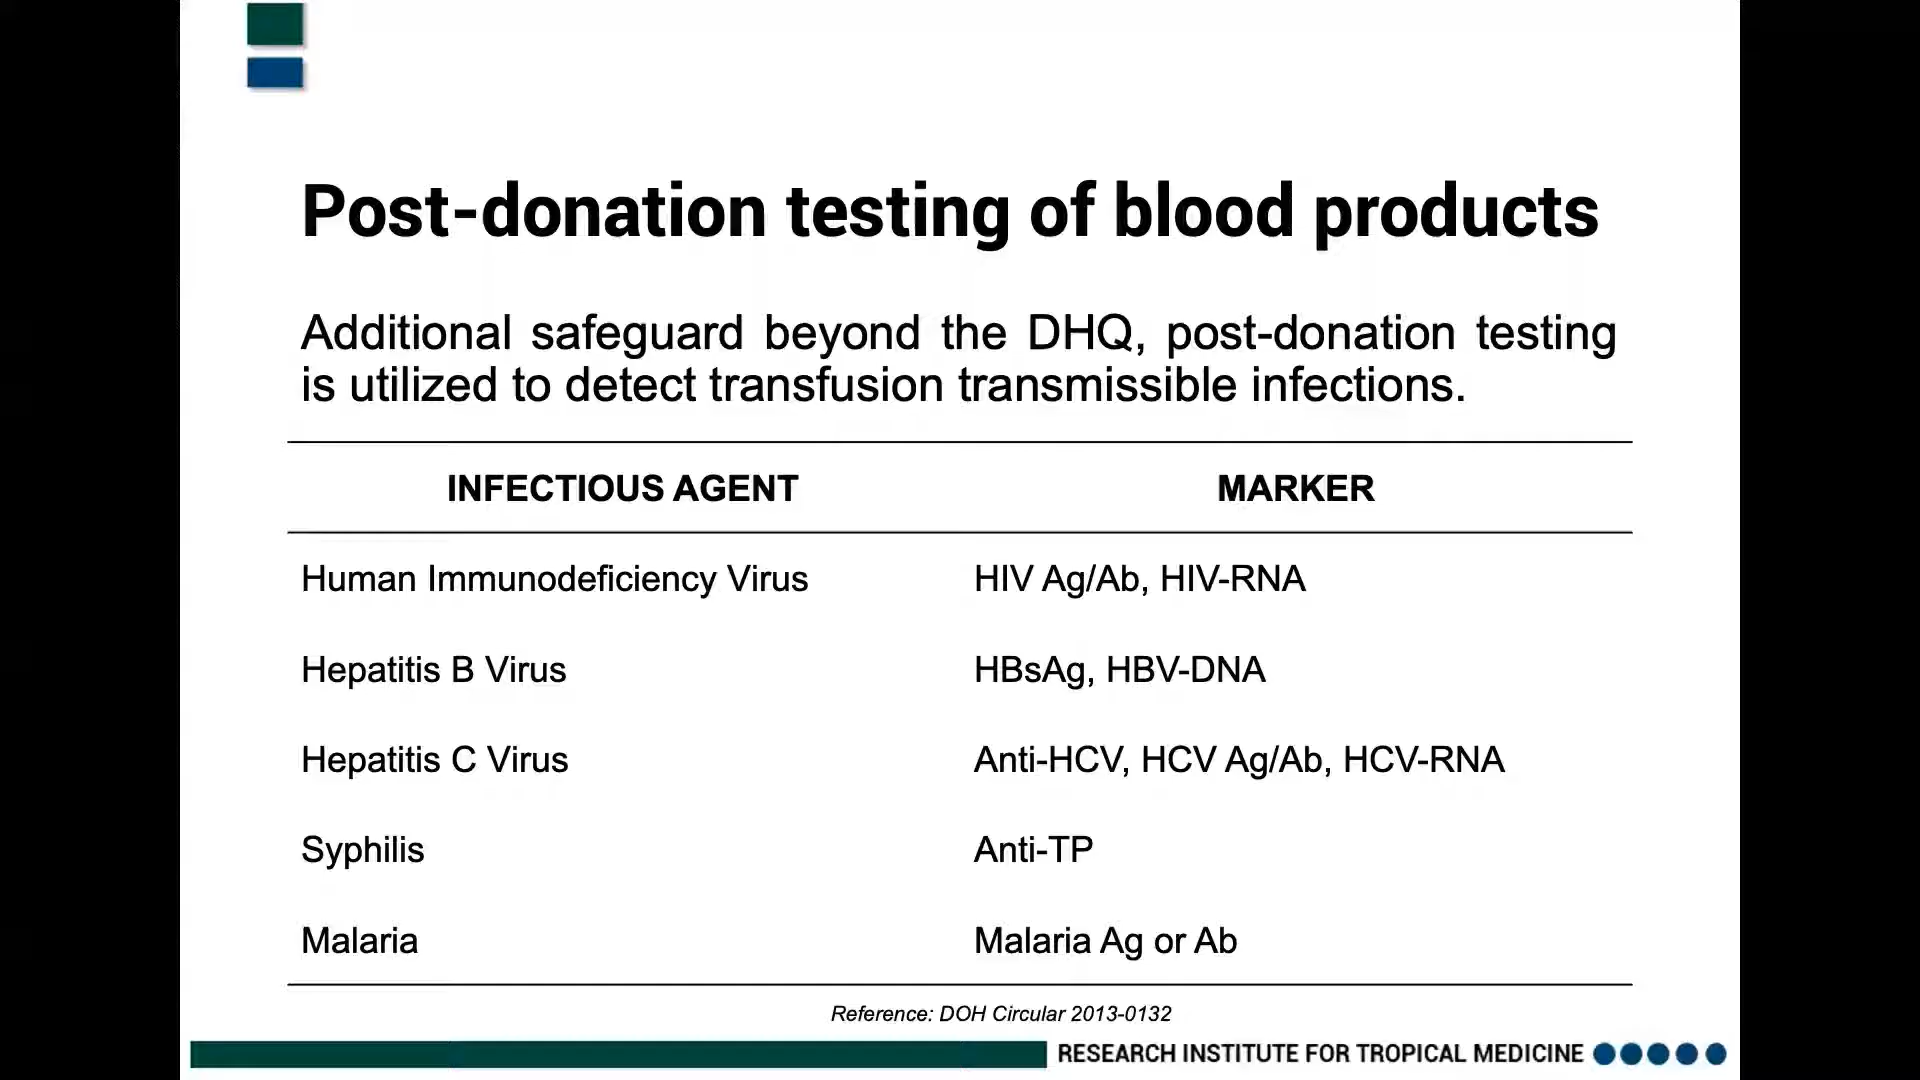 Post-donation testing of blood products
Additional safeguard beyond the DHQ, post-donation testing
is utilized to detect transfusion transmissible infections.
INFECTIOUS AGENT MARKER
Human Immunodeficiency Virus HIV Ag/Ab, HIV-RNA
Hepatitis B Virus HBsAg, HBV-DNA
Hepatitis C Virus Anti-HCV, HCV Ag/Ab, HCV-RNA
Syphilis Anti-TP
Malaria Malaria Ag or Ab
Reference: DOH Circular 2013-0132
RESEARCH INSTITUTE FOR TROPICAL MEDICINE